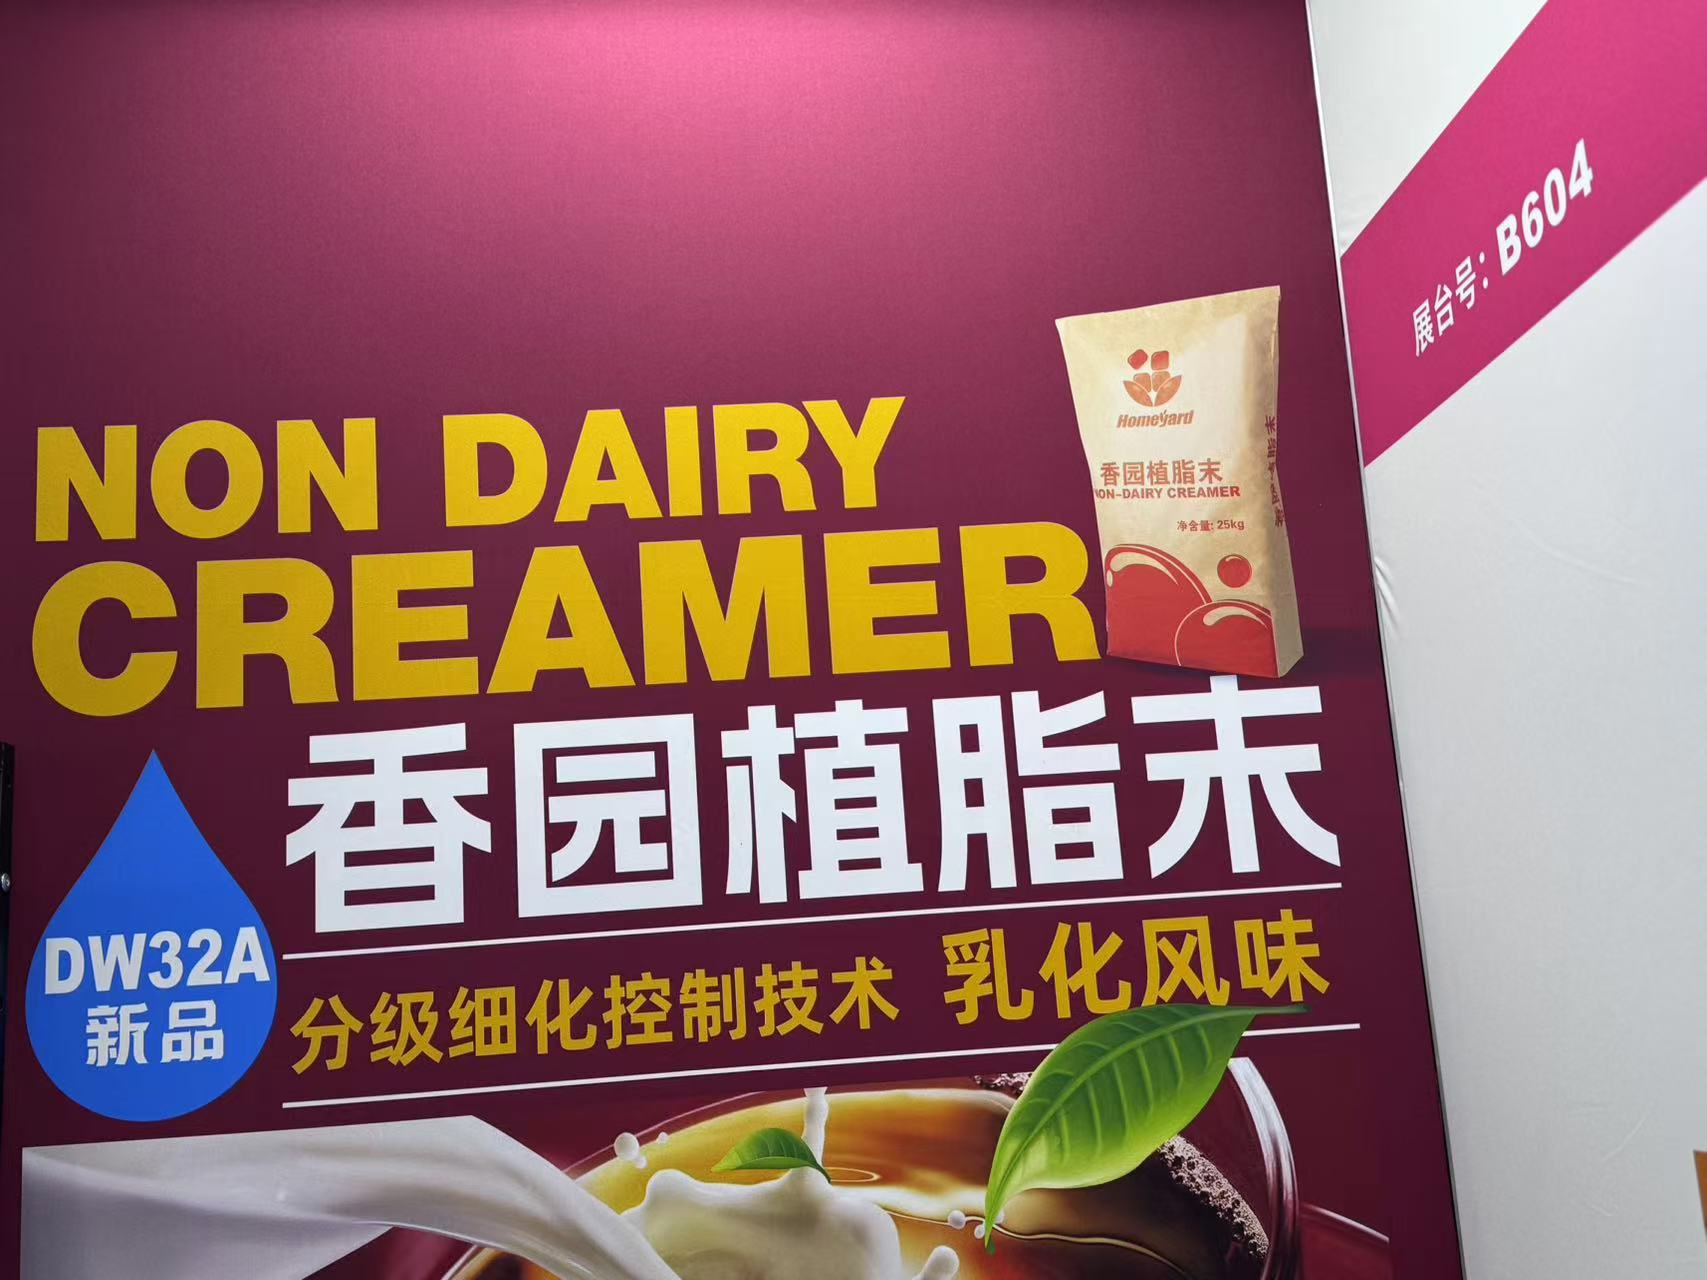 展台号: B604
NON DAIRY
CREAMER
Homeyard
香园植脂末
NON-DAIRY CREAMER
净含量: 25kg
香园植脂末
DW32A
新品
分级细化控制技术 乳化风味